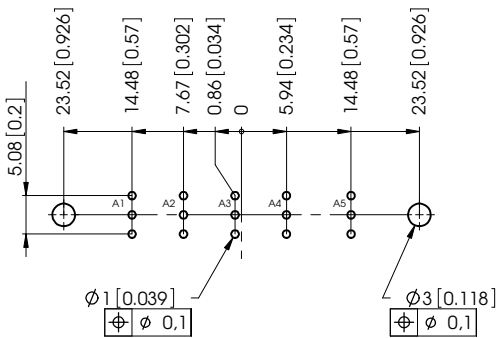 23.52 [0.926]
14.48 [0.57]
7.67 [0.302]
0.86 [0.034]
0
5.94 [0.234]
14.48 [0.57]
23.52 [0.926]
5.08 [0.2]
A1
A2
A3
A4
A5
⌀1 [0.039]
⌖ ⌀ 0,1
⌀3 [0.118]
⌖ ⌀ 0,1